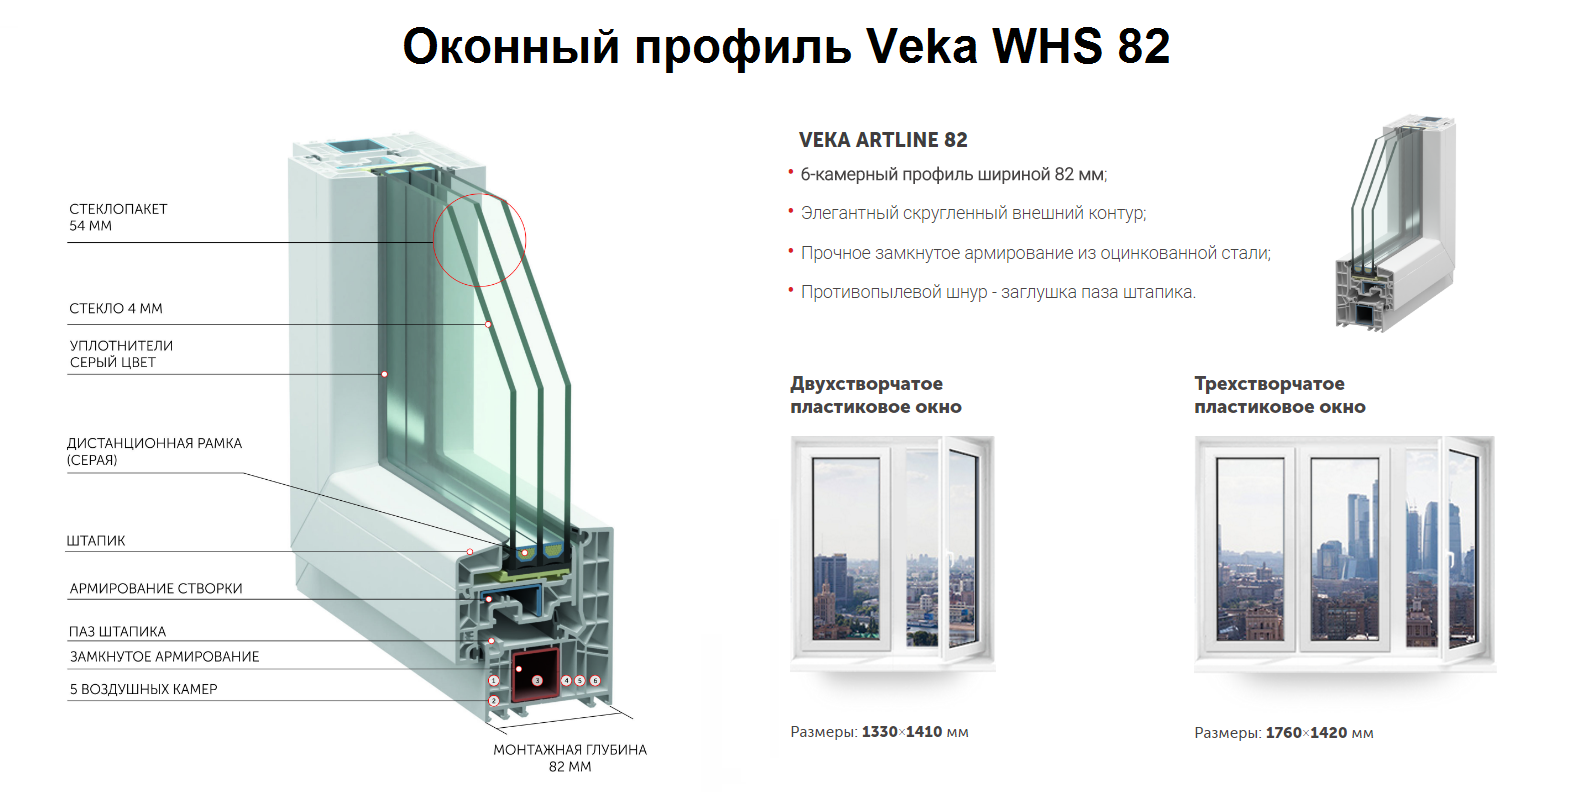 Оконный профиль Veka WHS 82
СТЕКЛОПАКЕТ
54 ММ
СТЕКЛО 4 ММ
УПЛОТНИТЕЛИ
СЕРЫЙ ЦВЕТ
ДИСТАНЦИОННАЯ РАМКА
(СЕРАЯ)
ШТАПИК
АРМИРОВАНИЕ СТВОРКИ
ПАЗ ШТАПИКА
ЗАМКНУТОЕ АРМИРОВАНИЕ
5 ВОЗДУШНЫХ КАМЕР
1 3 4 5 6
2
МОНТАЖНАЯ ГЛУБИНА
82 ММ
VEKA ARTLINE 82
• 6-камерный профиль шириной 82 мм;
• Элегантный скругленный внешний контур;
• Прочное замкнутое армирование из оцинкованной стали;
• Противопылевой шнур - заглушка паза штапика.
Двухстворчатое
пластиковое окно
Размеры: 1330×1410 мм
Трехстворчатое
пластиковое окно
Размеры: 1760×1420 мм